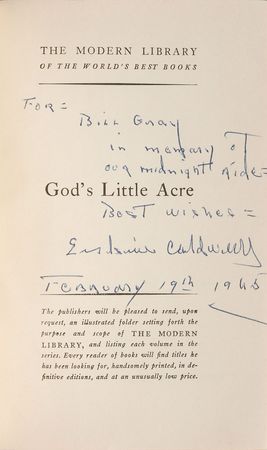 THE MODERN LIBRARY
OF THE WORLD'S BEST BOOKS
For =
Bill Gray
in memory of
our midnight ride =
God's Little Acre
Best wishes =
Erskine Caldwell
February 19th 1965
The publishers will be pleased to send, upon
request, an illustrated folder setting forth the
purpose and scope of THE MODERN
LIBRARY, and listing each volume in the
series. Every reader of books will find titles he
has been looking for, handsomely printed, in de-
finitive editions, and at an unusually low price.